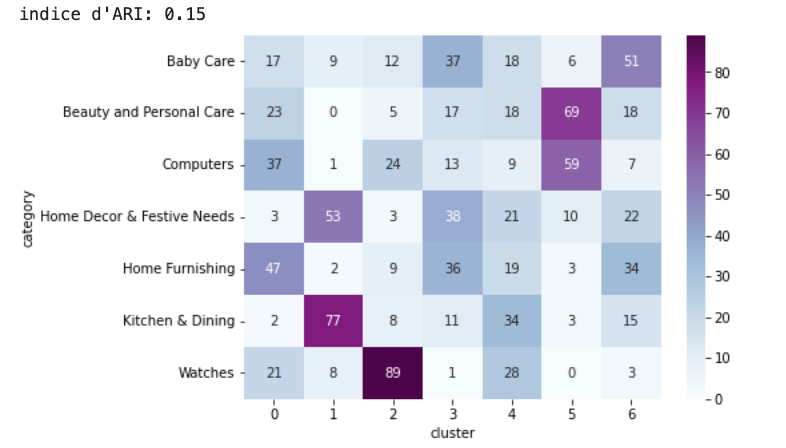 indice d'ARI: 0.15
category
Baby Care 17 9 12 37 18 6 51
Beauty and Personal Care 23 0 5 17 18 69 18
Computers 37 1 24 13 9 59 7
Home Decor & Festive Needs 3 53 3 38 21 10 22
Home Furnishing 47 2 9 36 19 3 34
Kitchen & Dining 2 77 8 11 34 3 15
Watches 21 8 89 1 28 0 3
0 1 2 3 4 5 6
cluster
80
70
60
50
40
30
20
10
0